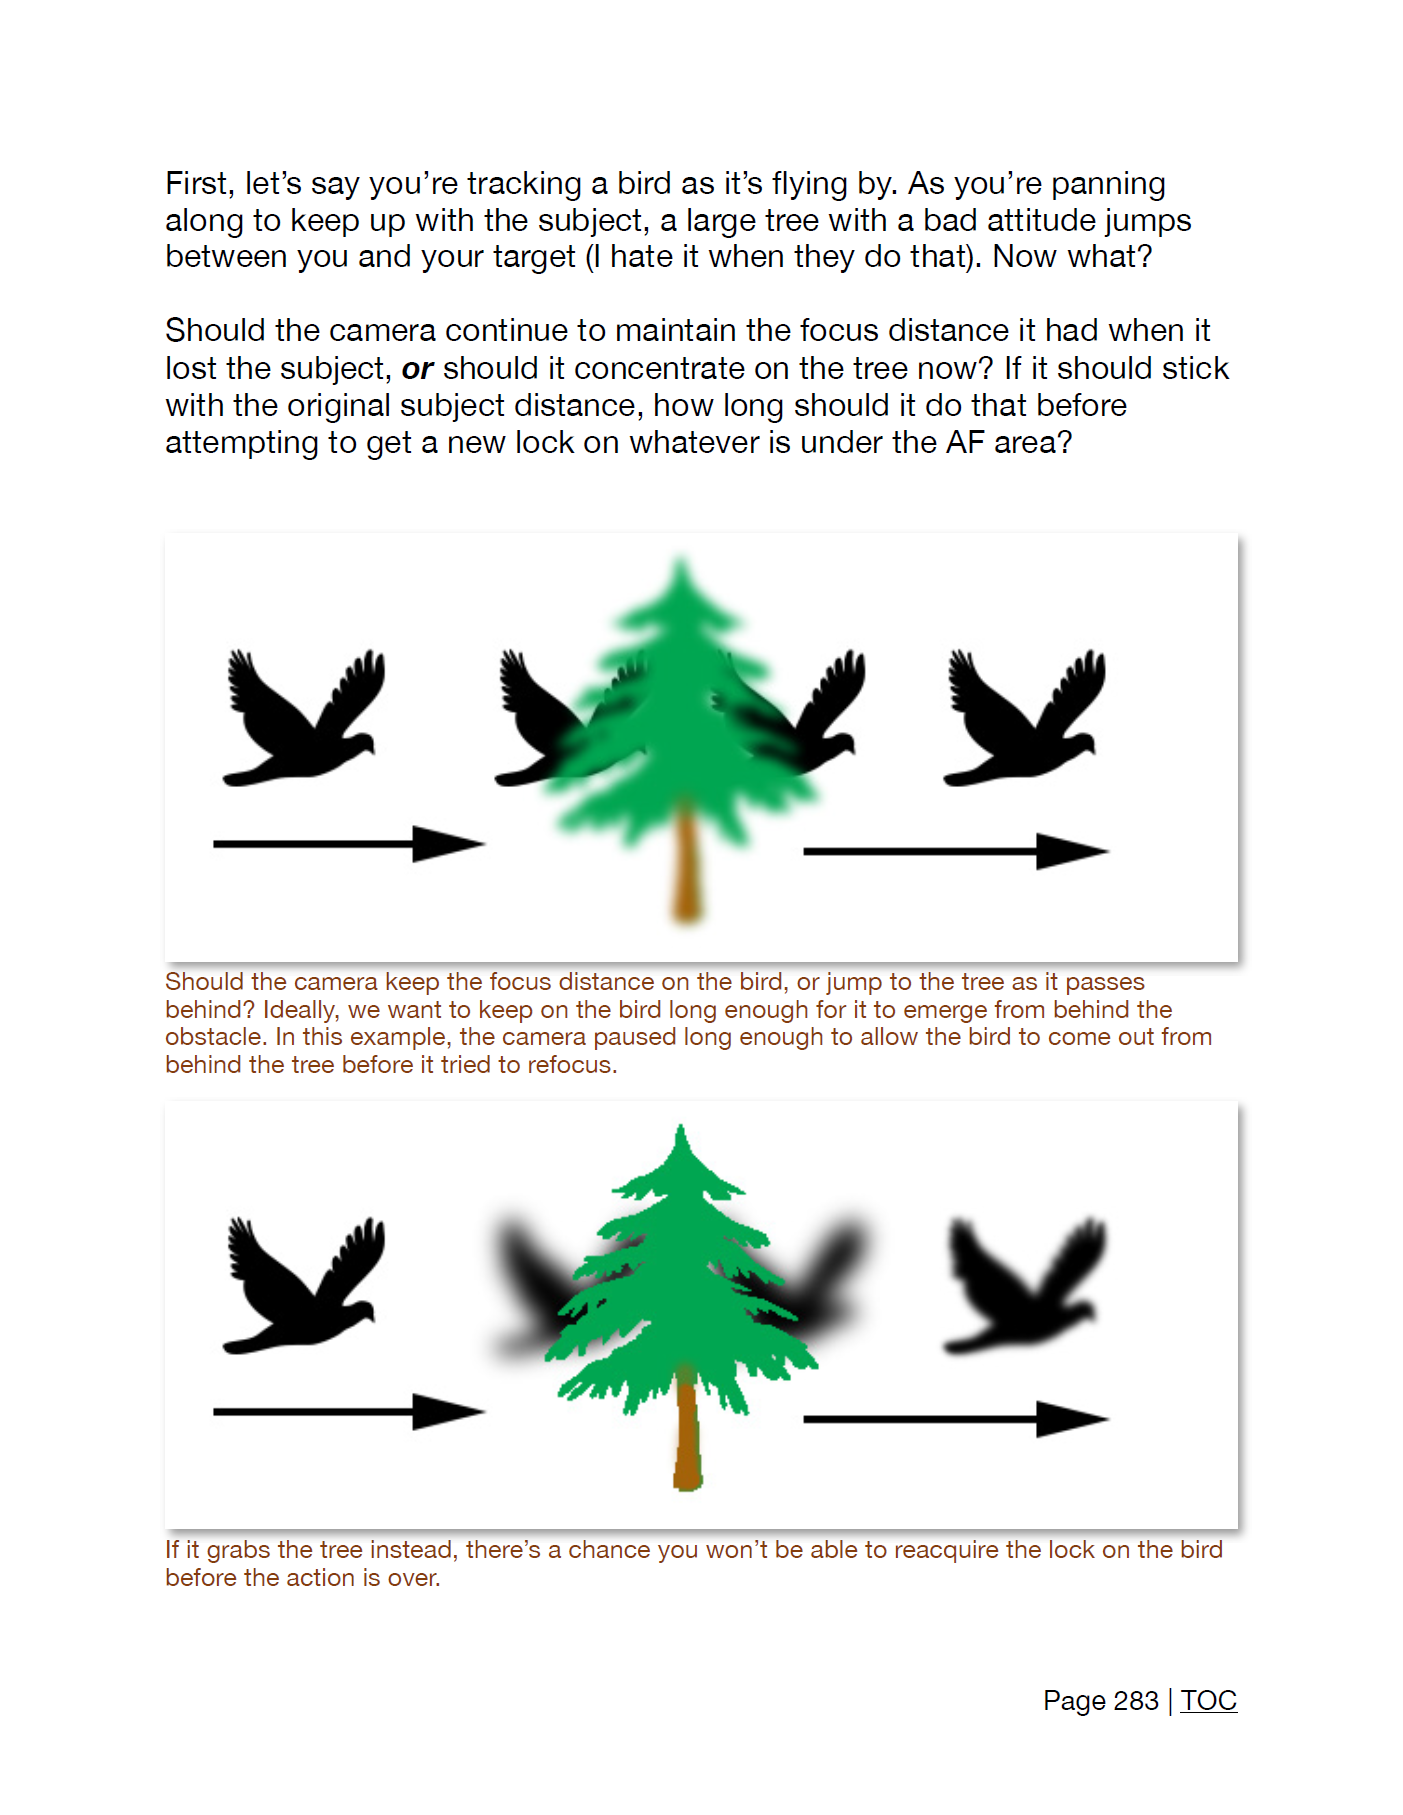 First, let’s say you’re tracking a bird as it’s flying by. As you’re panning
along to keep up with the subject, a large tree with a bad attitude jumps
between you and your target (I hate it when they do that). Now what?
Should the camera continue to maintain the focus distance it had when it
lost the subject, or should it concentrate on the tree now? If it should stick
with the original subject distance, how long should it do that before
attempting to get a new lock on whatever is under the AF area?
Should the camera keep the focus distance on the bird, or jump to the tree as it passes
behind? Ideally, we want to keep on the bird long enough for it to emerge from behind the
obstacle. In this example, the camera paused long enough to allow the bird to come out from
behind the tree before it tried to refocus.
If it grabs the tree instead, there’s a chance you won’t be able to reacquire the lock on the bird
before the action is over.
Page 283 | TOC